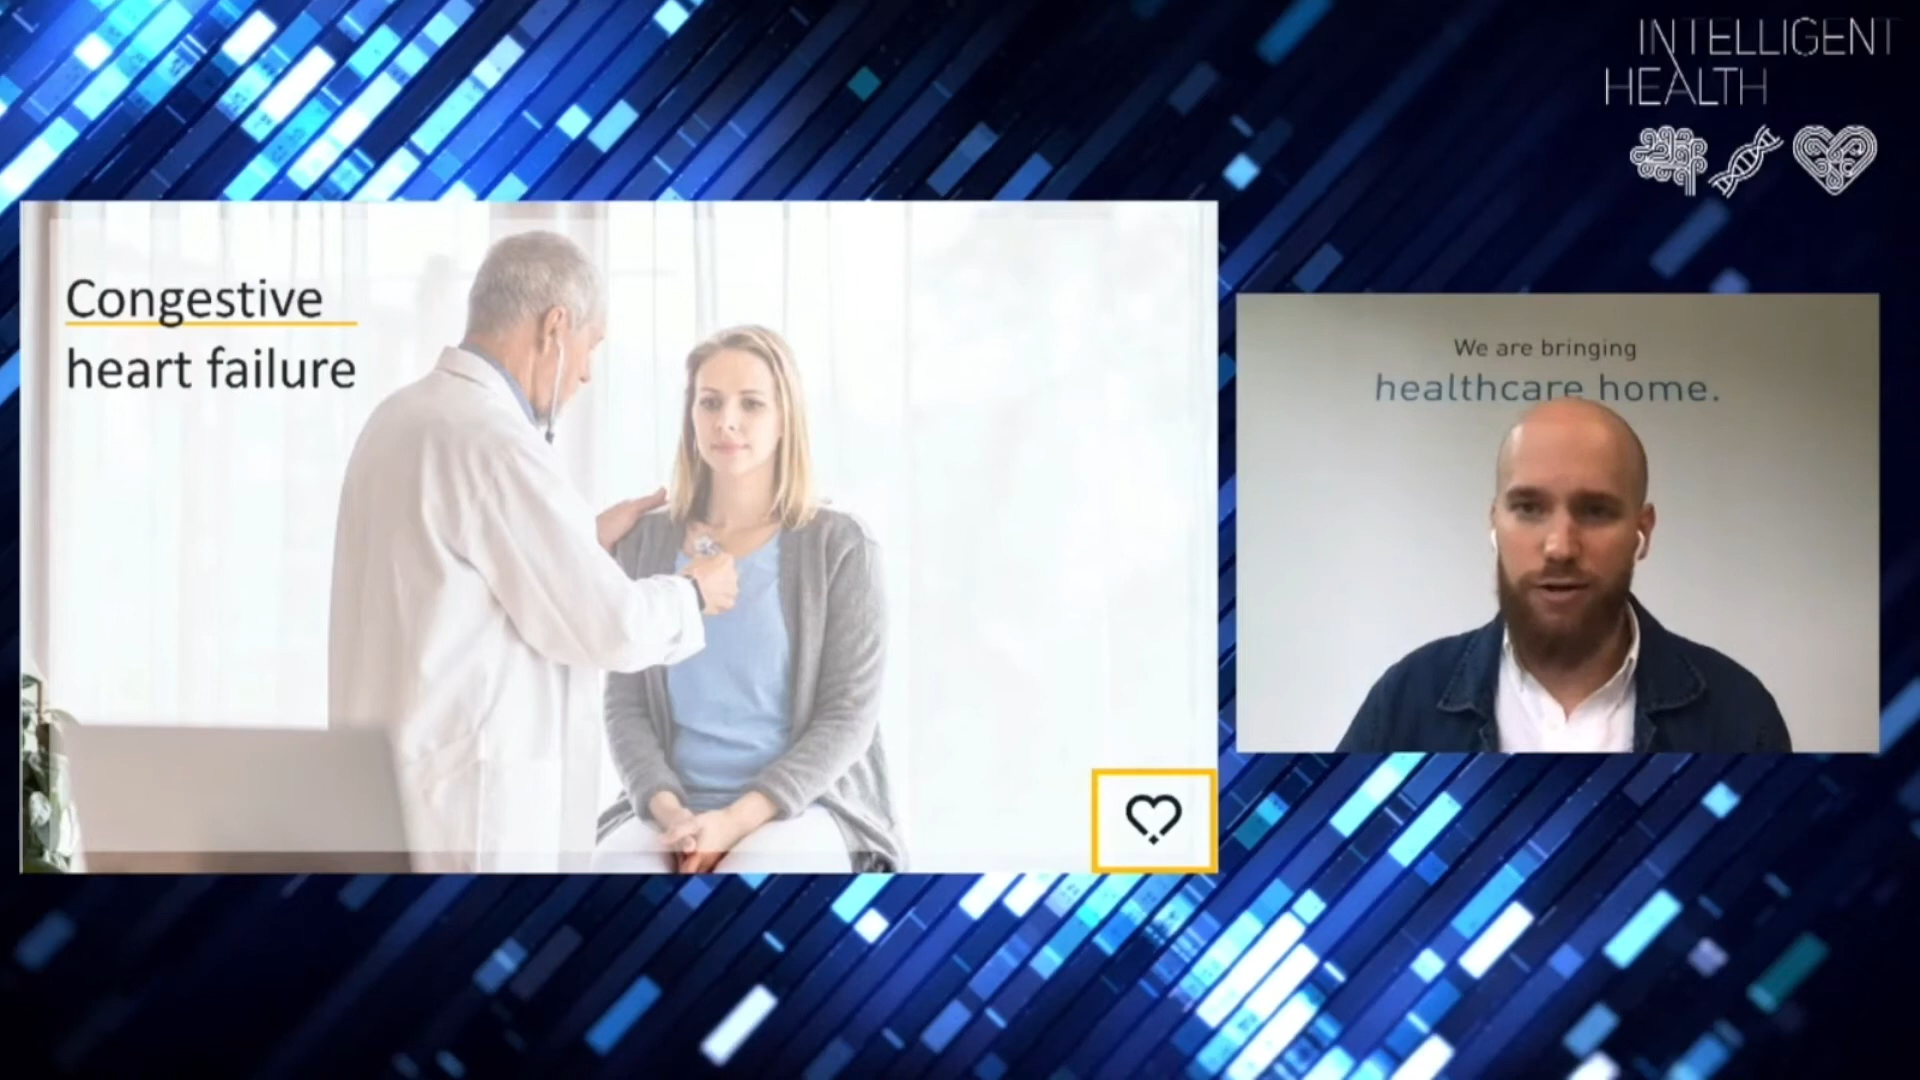 INTELLIGENT
HEALTH
Congestive
heart failure
We are bringing
healthcare home.